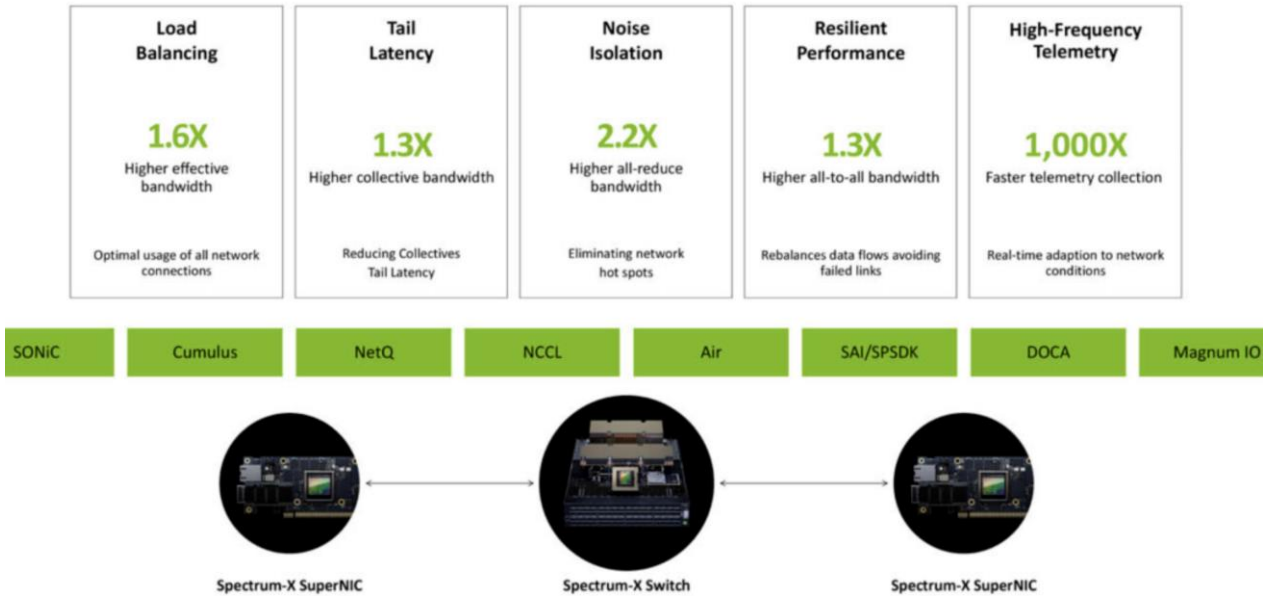 Load
Balancing
1.6X
Higher effective
bandwidth
Optimal usage of all network
connections
Tail
Latency
1.3X
Higher collective bandwidth
Reducing Collectives
Tail Latency
Noise
Isolation
2.2X
Higher all-reduce
bandwidth
Eliminating network
hot spots
Resilient
Performance
1.3X
Higher all-to-all bandwidth
Rebalances data flows avoiding
failed links
High-Frequency
Telemetry
1,000X
Faster telemetry collection
Real-time adaption to network
conditions
SONiC
Cumulus
NetQ
NCCL
Air
SAI/SPSDK
DOCA
Magnum IO
Spectrum-X SuperNIC
Spectrum-X Switch
Spectrum-X SuperNIC